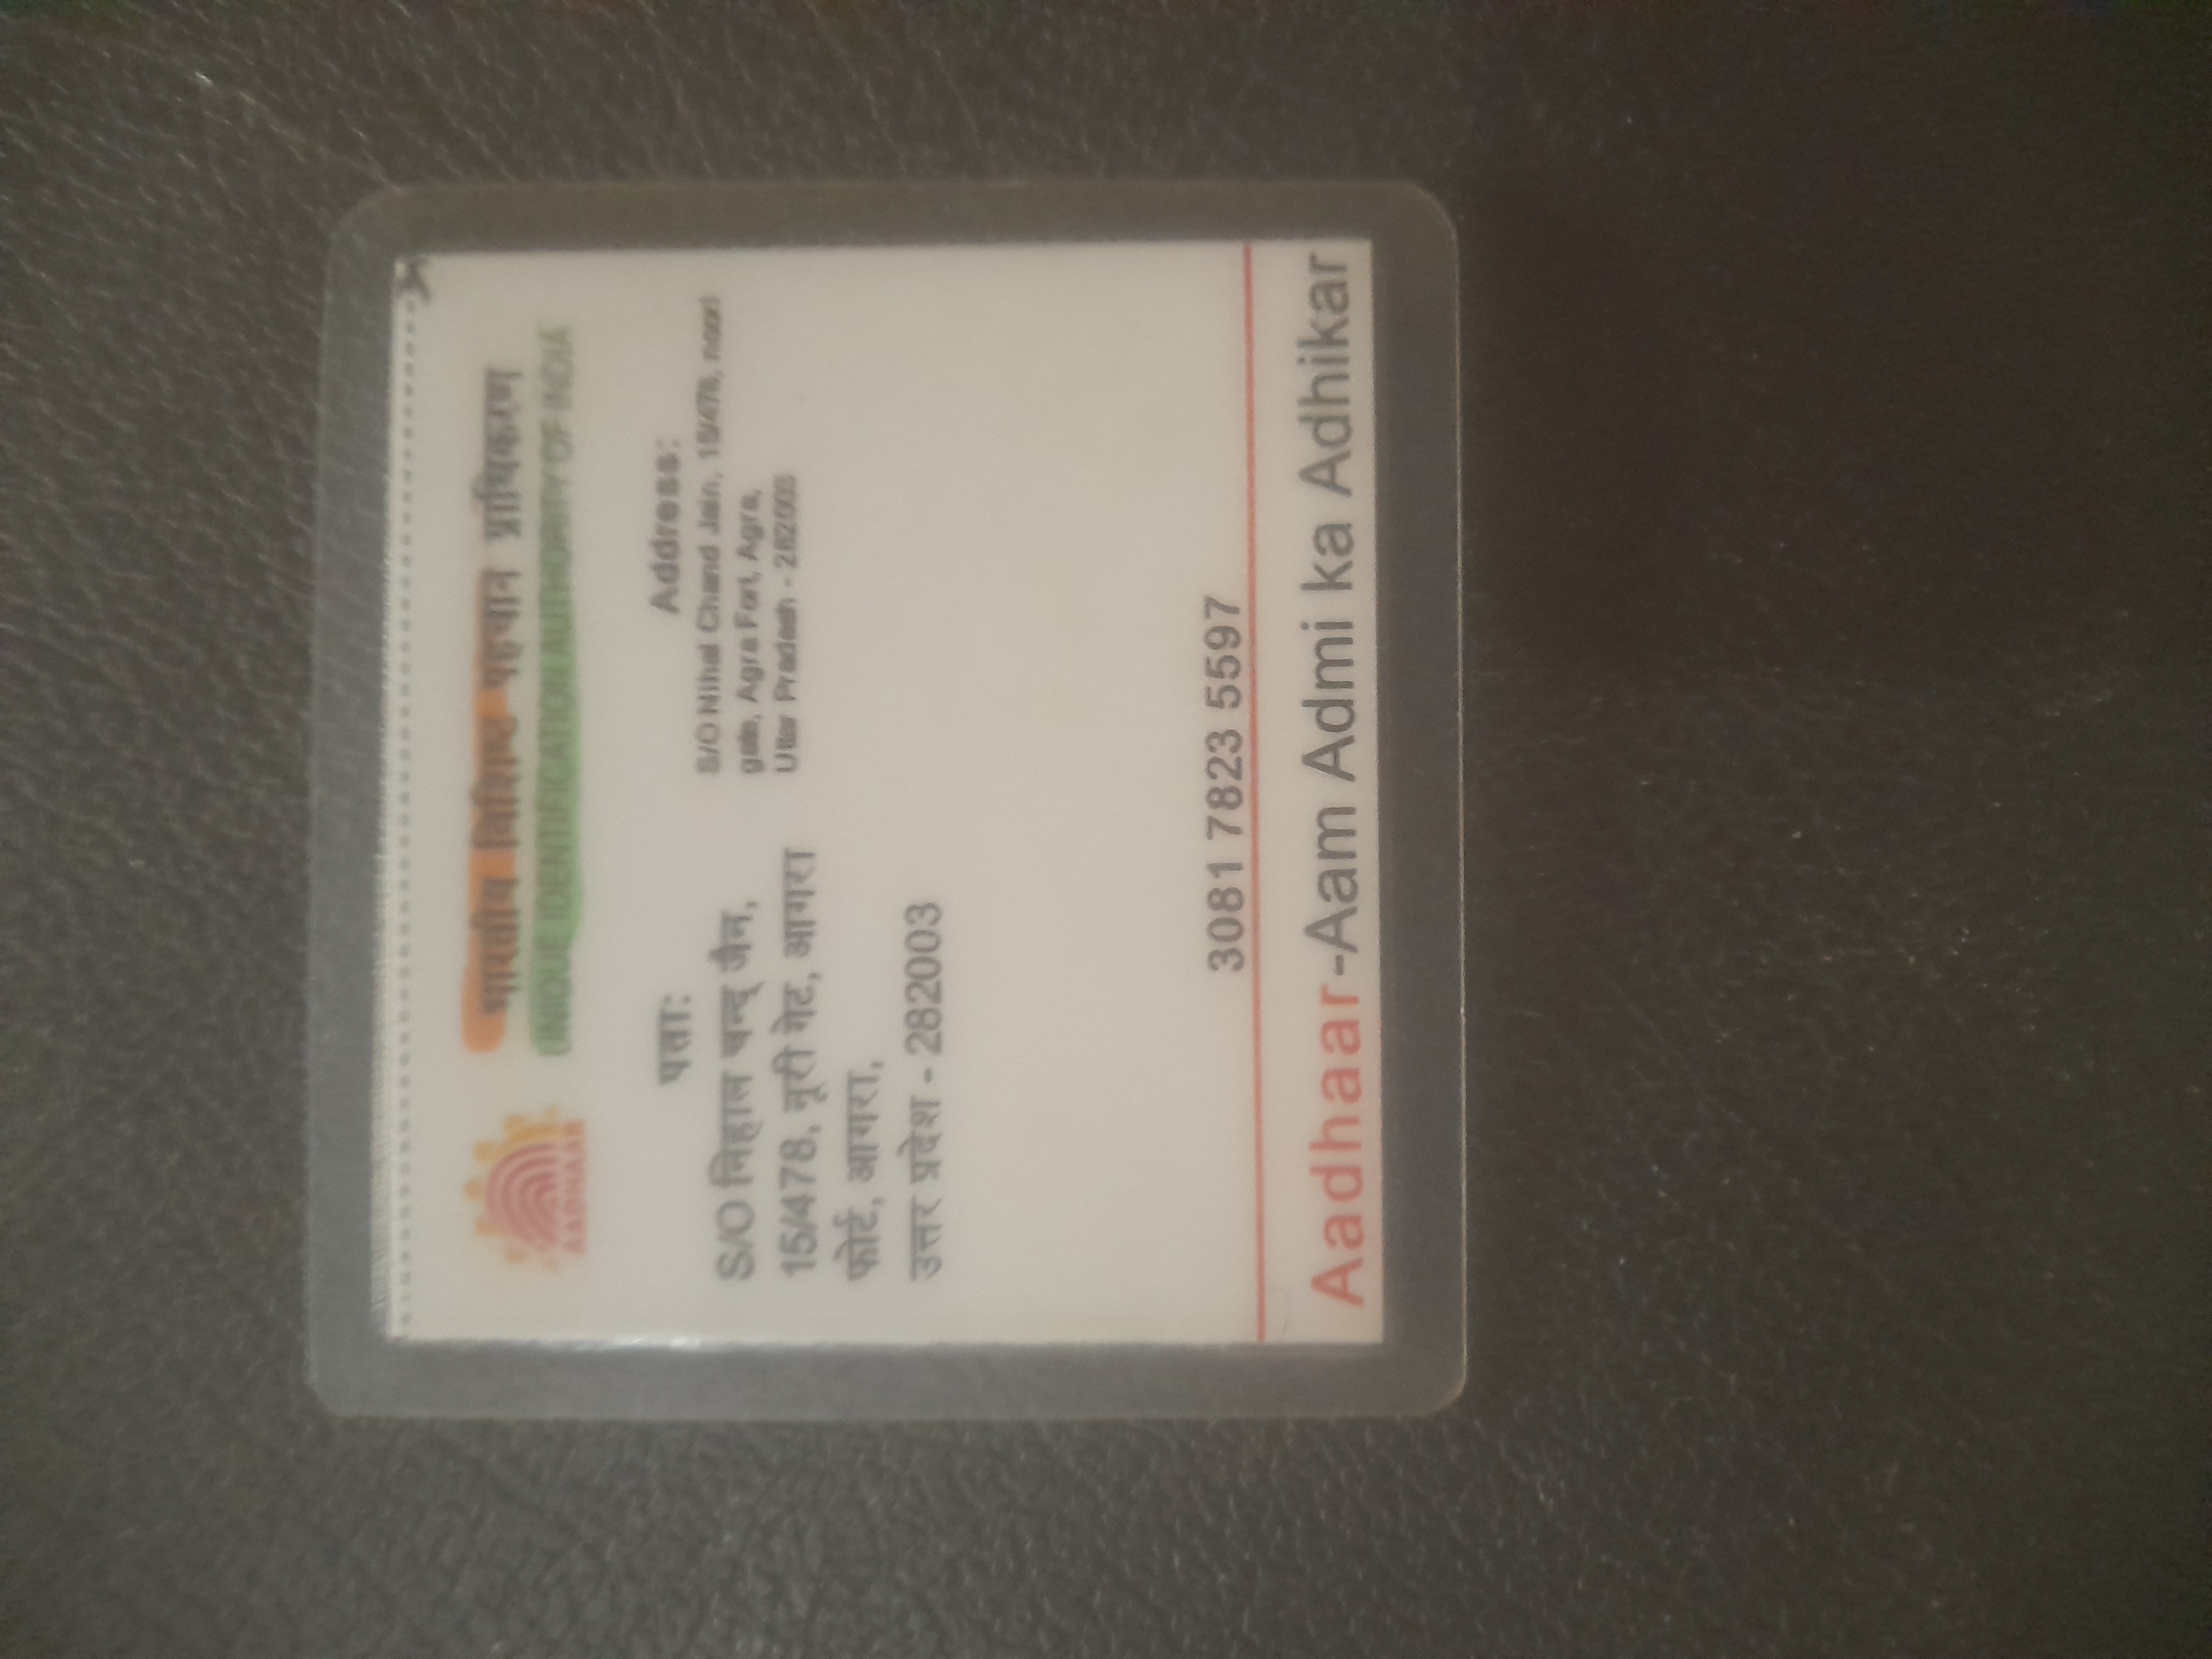 भारतीय विशिष्ट पहचान प्राधिकरण
UNIQUE IDENTIFICATION AUTHORITY OF INDIA
AADHAAR
पता:
S/O निहाल चन्द् जैन,
15/478, नूरी गेट, आगरा
फोर्ट, आगरा,
उत्तर प्रदेश - 282003
Address:
S/O Nihal Chand Jain, 15/478, noori
gate, Agra Fort, Agra,
Uttar Pradesh - 282003
3081 7823 5597
Aadhaar-Aam Admi ka Adhikar